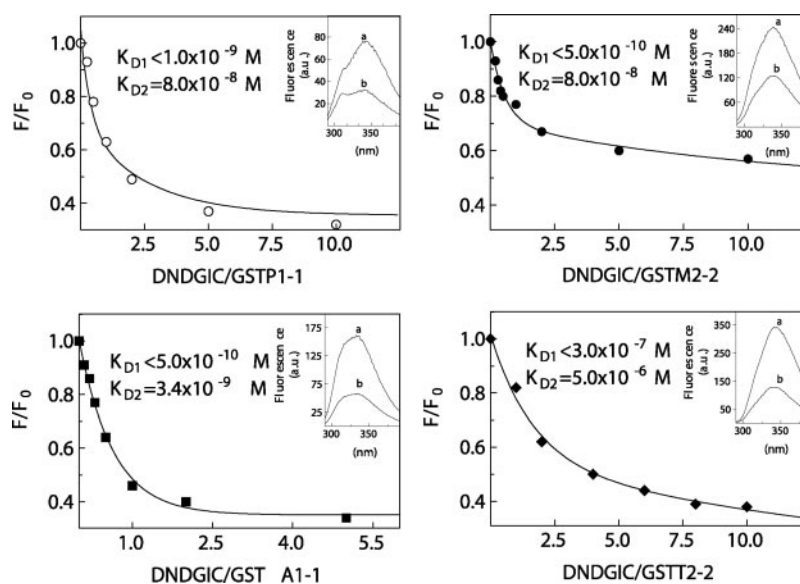 1.0
0.8
0.6
0.4
F/F0
KD1<1.0x10 -9 M
KD2=8.0x10 -8 M
a
b
80
60
40
20
Fluorescence
(a.u.)
300 350
(nm)
2.5 5.0 7.5 10.0
DNDGIC/GSTP1-1
1.0
0.8
0.6
0.4
F/F0
KD1<5.0x10 -10 M
KD2=8.0x10 -8 M
a
b
240
180
120
60
Fluorescence
(a.u.)
300 350
(nm)
2.5 5.0 7.5 10.0
DNDGIC/GSTM2-2
1.0
0.8
0.6
0.4
F/F0
KD1<5.0x10 -10 M
KD2=3.4x10 -9 M
a
b
175
125
75
25
Fluorescence
(a.u.)
300 350
(nm)
1.0 2.5 4.0 5.5
DNDGIC/GST A1-1
1.0
0.8
0.6
0.4
F/F0
KD1<3.0x10 -7 M
KD2=5.0x10 -6 M
a
b
350
250
150
50
Fluorescence
(a.u.)
300 350
(nm)
2.5 5.0 7.5 10.0
DNDGIC/GSTT2-2